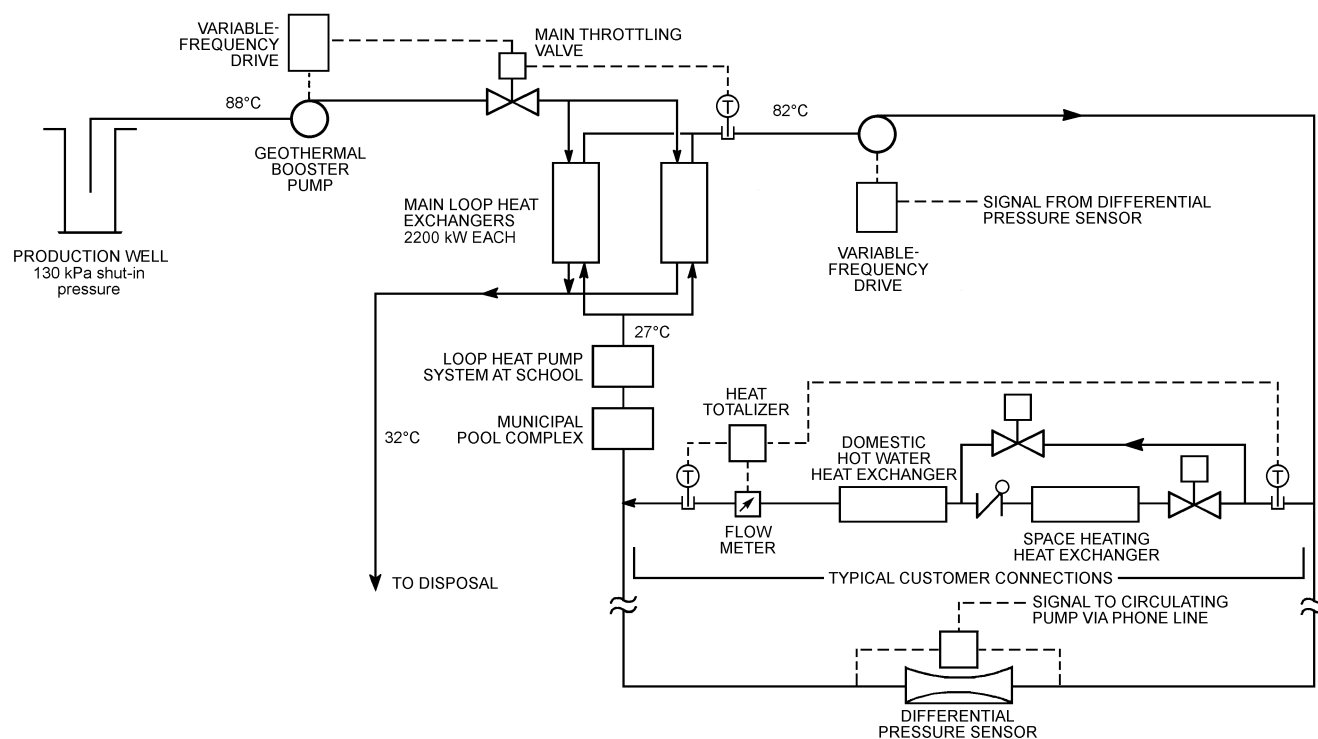 VARIABLE-
FREQUENCY
DRIVE
MAIN THROTTLING
VALVE
88°C
T
82°C
GEOTHERMAL
BOOSTER
PUMP
MAIN LOOP HEAT
EXCHANGERS
2200 kW EACH
SIGNAL FROM DIFFERENTIAL
PRESSURE SENSOR
PRODUCTION WELL
130 kPa shut-in
pressure
VARIABLE-
FREQUENCY
DRIVE
27°C
LOOP HEAT PUMP
SYSTEM AT SCHOOL
MUNICIPAL
POOL COMPLEX
32°C
HEAT
TOTALIZER
DOMESTIC
HOT WATER
HEAT EXCHANGER
T
T
FLOW
METER
SPACE HEATING
HEAT EXCHANGER
TO DISPOSAL
TYPICAL CUSTOMER CONNECTIONS
SIGNAL TO CIRCULATING
PUMP VIA PHONE LINE
DIFFERENTIAL
PRESSURE SENSOR